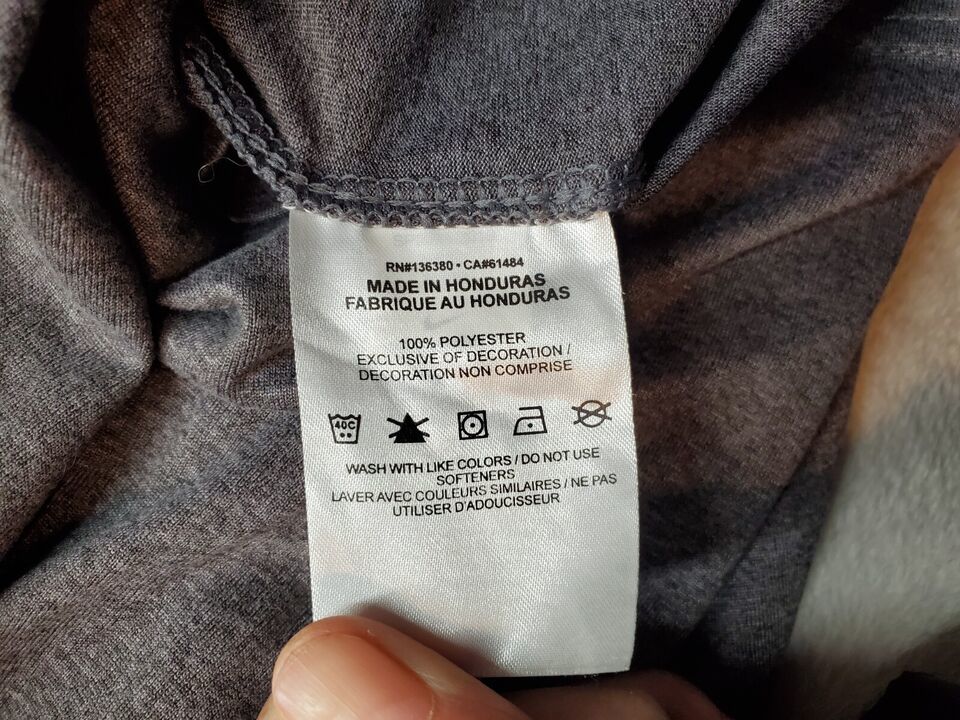 RN#136380 • CA#61484
MADE IN HONDURAS
FABRIQUE AU HONDURAS
100% POLYESTER
EXCLUSIVE OF DECORATION /
DECORATION NON COMPRISE
40C
WASH WITH LIKE COLORS / DO NOT USE
SOFTENERS
LAVER AVEC COULEURS SIMILAIRES / NE PAS
UTILISER D'ADOUCISSEUR